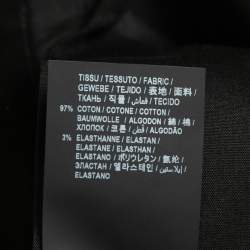 TISSU / TESSUTO / FABRIC /
GEWEBE / TEJIDO / 表地 / 面料 /
ТКАНЬ / 직물 / قماش / TECIDO
97% COTON / COTONE / COTTON /
BAUMWOLLE / ALGODON / 綿 / 棉/
ХЛОПОК / 코튼 / قطن / ALGODÃO
3% ELASTHANNE / ELASTAN /
ELASTANE / ELASTHAN /
ELASTANO / ポリウレタン / 氨纶 /
ЭЛАСТАН / 엘라스테인 / إيلاستين /
ELASTANO